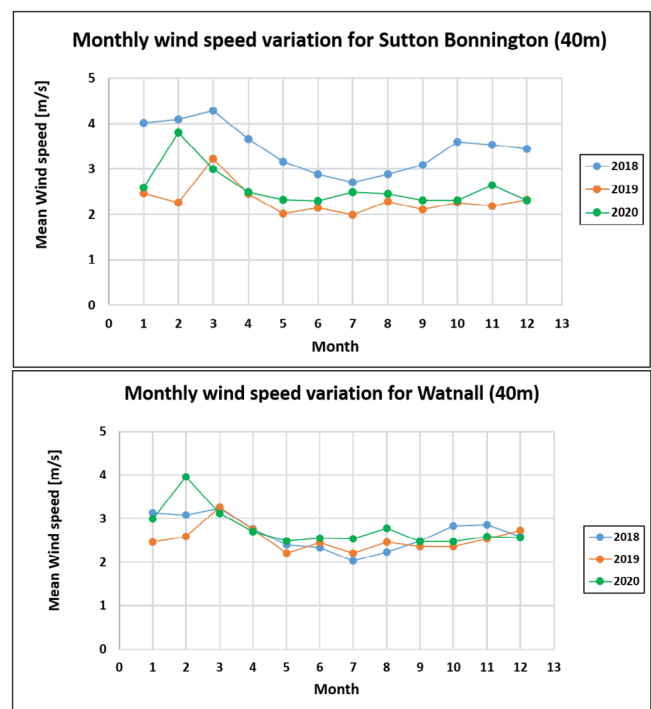 Monthly wind speed variation for Sutton Bonnington (40m)
5
4
3
2
1
0
Mean Wind speed [m/s]
0 1 2 3 4 5 6 7 8 9 10 11 12 13
Month
2018
2019
2020
Monthly wind speed variation for Watnall (40m)
5
4
3
2
1
0
Mean Wind speed [m/s]
0 1 2 3 4 5 6 7 8 9 10 11 12 13
Month
2018
2019
2020